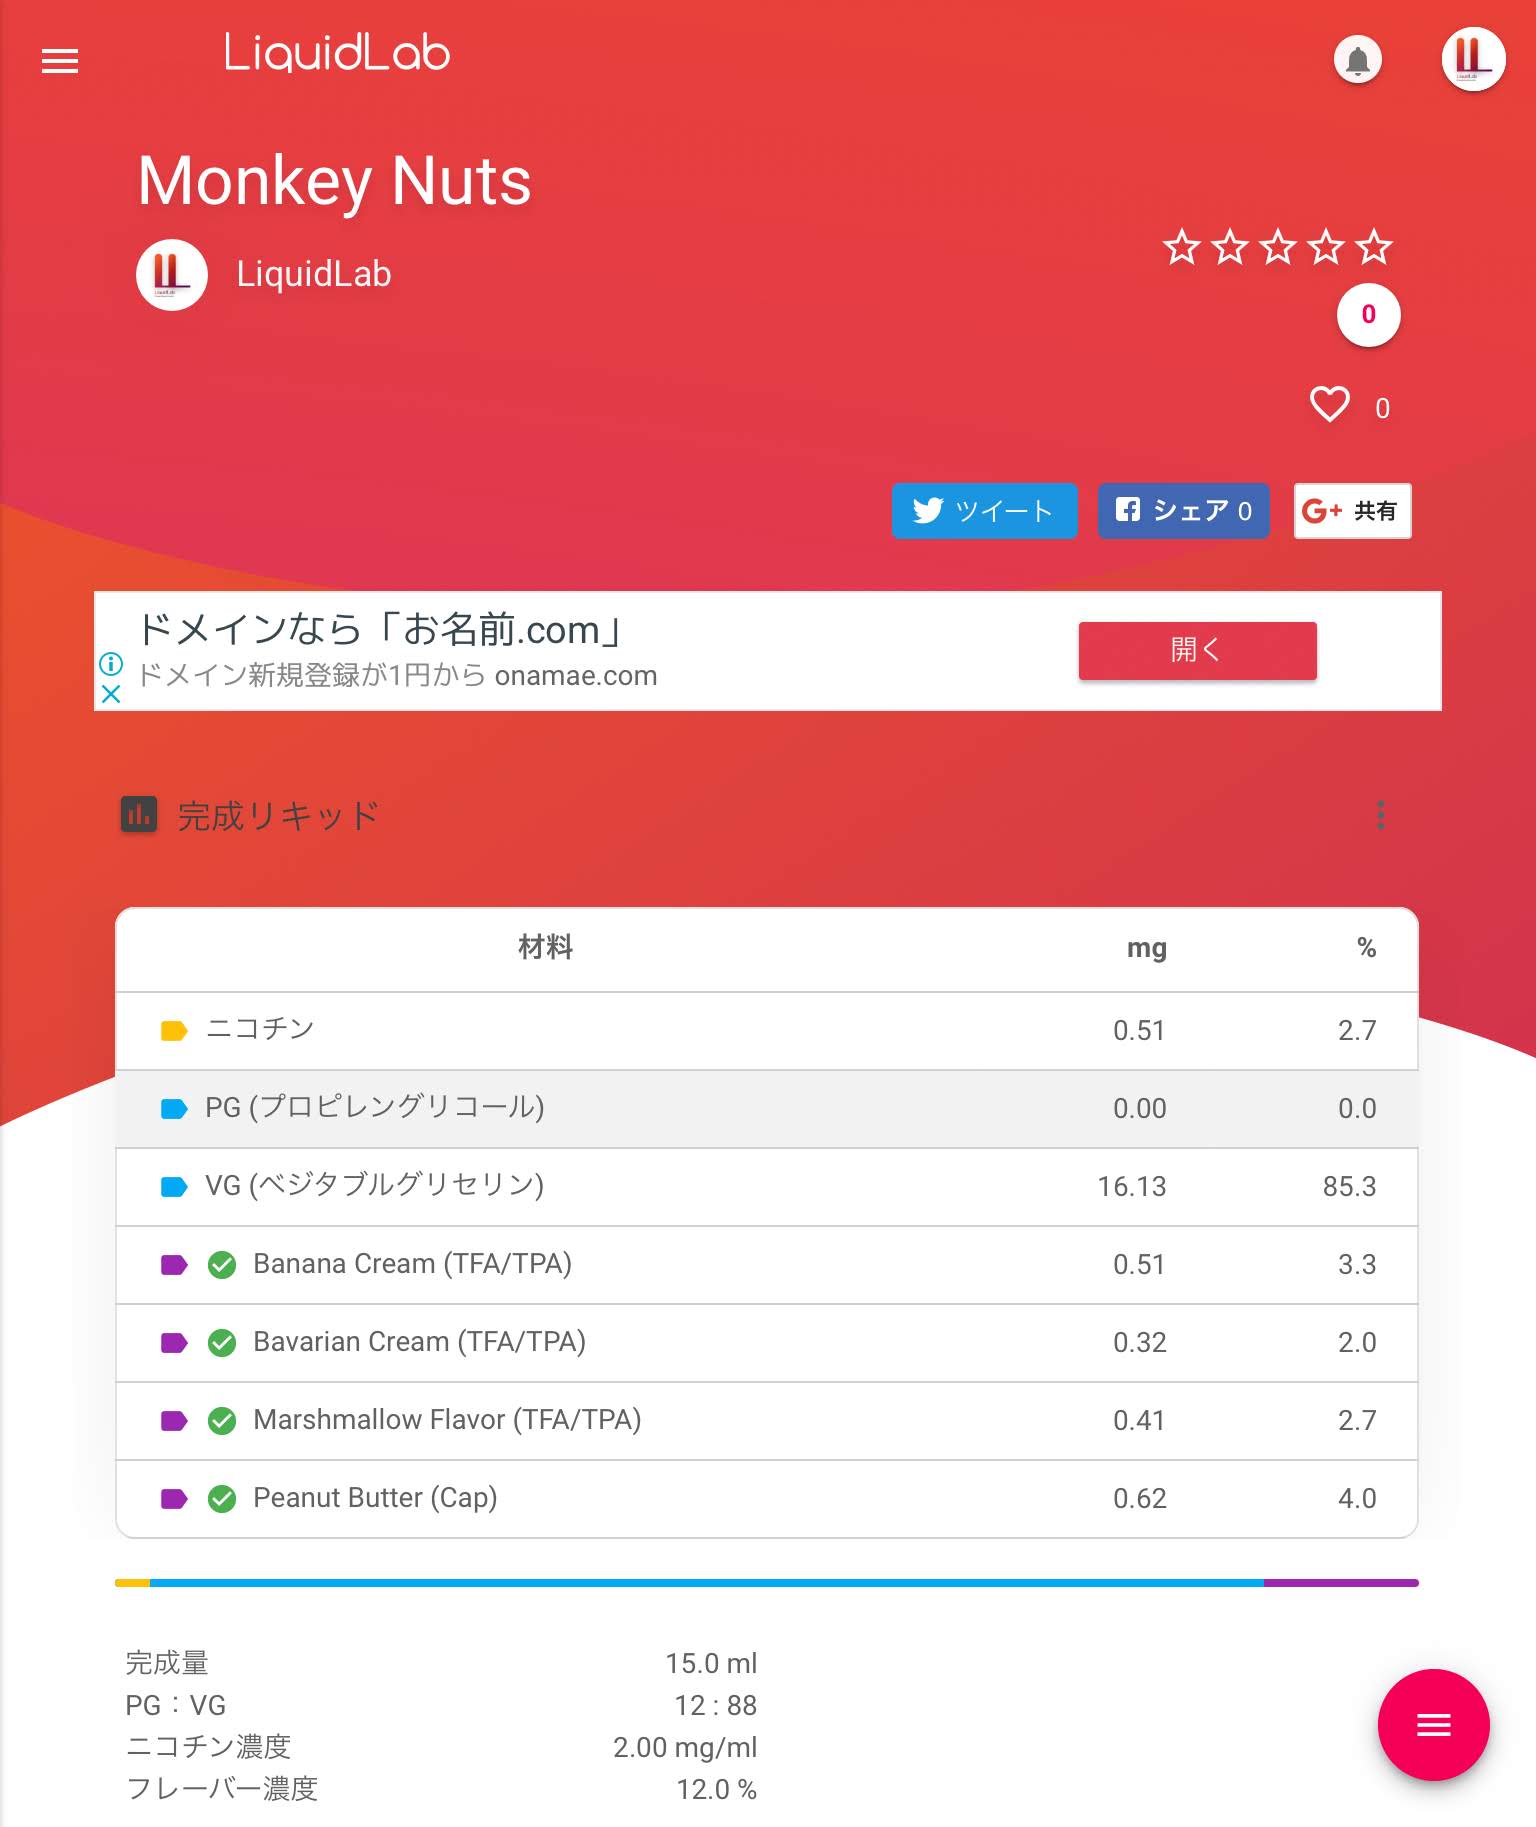 LiquidLab
Monkey Nuts
LiquidLab
0
0
ツイート
シェア 0
G+ 共有
ドメインなら「お名前.com」
ドメイン新規登録が1円から onamae.com
開く
完成リキッド
材料 mg %
ニコチン 0.51 2.7
PG (プロピレングリコール) 0.00 0.0
VG (ベジタブルグリセリン) 16.13 85.3
Banana Cream (TFA/TPA) 0.51 3.3
Bavarian Cream (TFA/TPA) 0.32 2.0
Marshmallow Flavor (TFA/TPA) 0.41 2.7
Peanut Butter (Cap) 0.62 4.0
完成量 15.0 ml
PG：VG 12 : 88
ニコチン濃度 2.00 mg/ml
フレーバー濃度 12.0 %